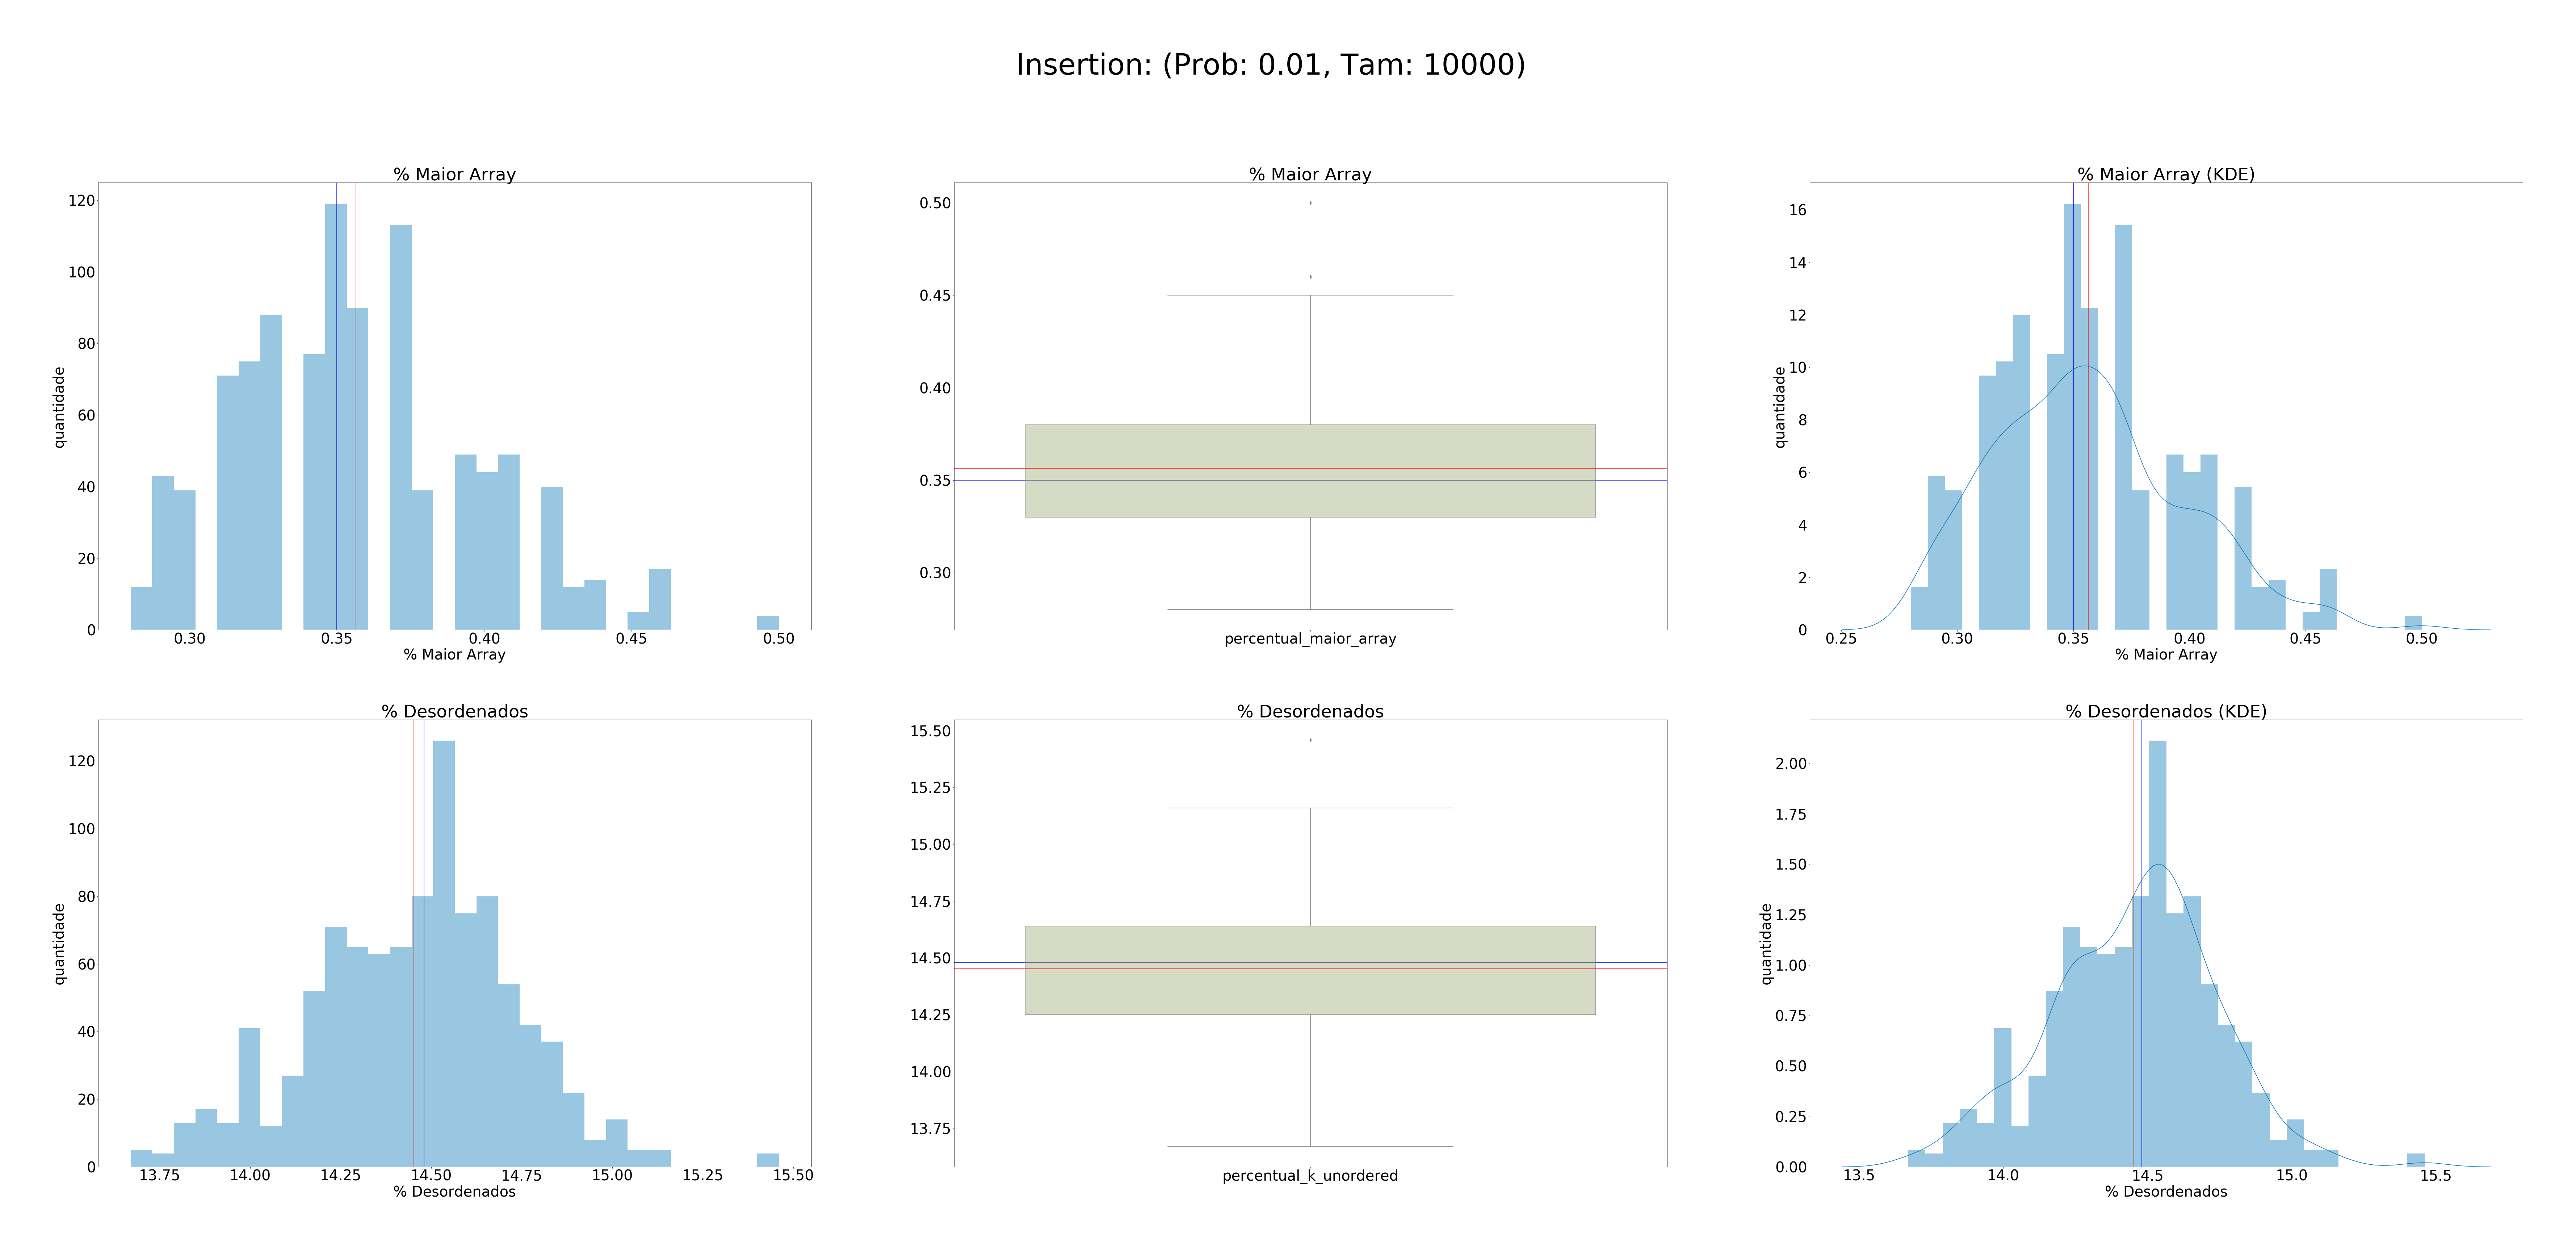 Insertion: (Prob: 0.01, Tam: 10000)
% Maior Array
120
100
80
60
40
20
0
quantidade
0.30 0.35 0.40 0.45 0.50
% Maior Array
% Maior Array
0.50
0.45
0.40
0.35
0.30
percentual_maior_array
% Maior Array (KDE)
16
14
12
10
8
6
4
2
0
quantidade
0.25 0.30 0.35 0.40 0.45 0.50
% Maior Array
% Desordenados
120
100
80
60
40
20
0
quantidade
13.75 14.00 14.25 14.50 14.75 15.00 15.25 15.50
% Desordenados
% Desordenados
15.50
15.25
15.00
14.75
14.50
14.25
14.00
13.75
percentual_k_unordered
% Desordenados (KDE)
2.00
1.75
1.50
1.25
1.00
0.75
0.50
0.25
0.00
quantidade
13.5 14.0 14.5 15.0 15.5
% Desordenados